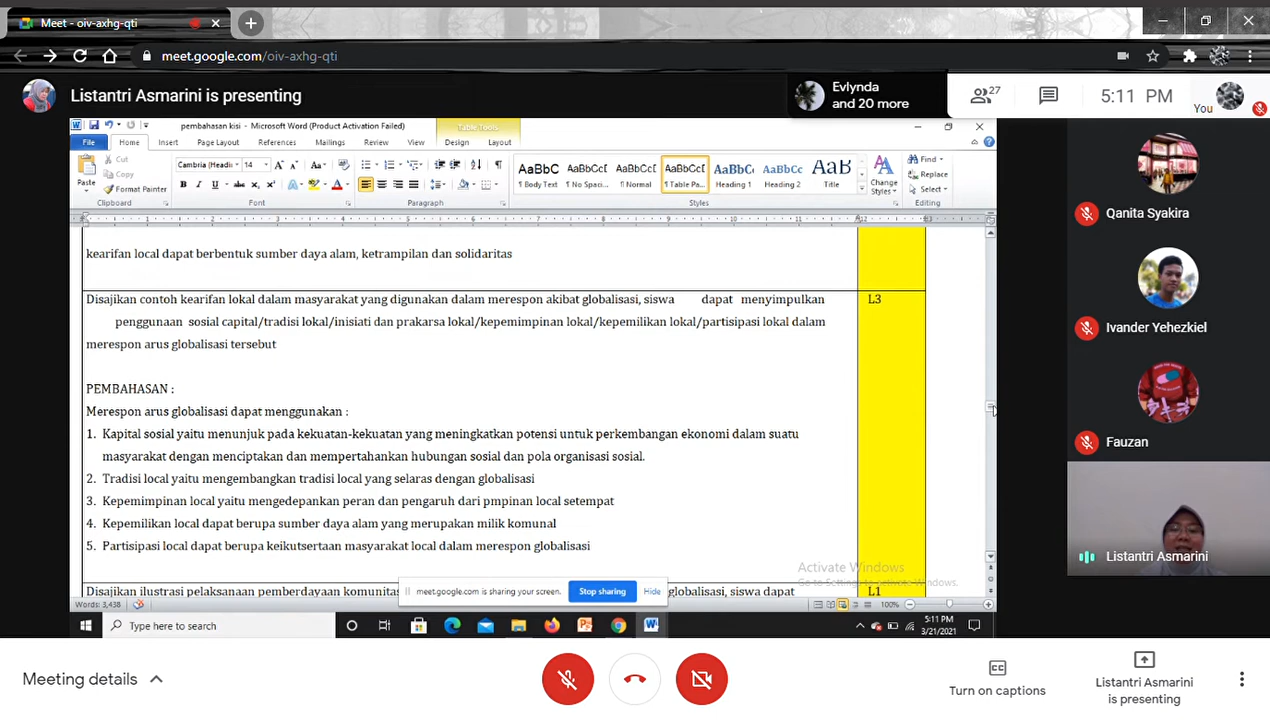 Meet - oiv-axhg-qti
meet.google.com/oiv-axhg-qti
Listantri Asmarini is presenting
Evlynda
and 20 more
27
5:11 PM
You
pembahasan kisi - Microsoft Word (Product Activation Failed)
Table Tools
File Home Insert Page Layout References Mailings Review View Design Layout
Paste
Cut
Copy
Format Painter
Clipboard
Cambria (Headi 14
Font
Paragraph
AaBbC AaBbCcI AaBbCcI AaBbCcI AaBbC AaBbCc AaB
¶ Body Text ¶ No Spaci... ¶ Normal ¶ Table Pa... Heading 1 Heading 2 Title
Change
Styles
Styles
Find
Replace
Select
Editing
kearifan local dapat berbentuk sumber daya alam, ketrampilan dan solidaritas
Disajikan contoh kearifan lokal dalam masyarakat yang digunakan dalam merespon akibat globalisasi, siswa dapat menyimpulkan L3
penggunaan sosial capital/tradisi lokal/inisiati dan prakarsa lokal/kepemimpinan lokal/kepemilikan lokal/partisipasi lokal dalam
merespon arus globalisasi tersebut
PEMBAHASAN :
Merespon arus globalisasi dapat menggunakan :
1. Kapital sosial yaitu menunjuk pada kekuatan-kekuatan yang meningkatkan potensi untuk perkembangan ekonomi dalam suatu
masyarakat dengan menciptakan dan mempertahankan hubungan sosial dan pola organisasi sosial.
2. Tradisi local yaitu mengembangkan tradisi local yang selaras dengan globalisasi
3. Kepemimpinan local yaitu mengedepankan peran dan pengaruh dari pmpinan local setempat
4. Kepemilikan local dapat berupa sumber daya alam yang merupakan milik komunal
5. Partisipasi local dapat berupa keikutsertaan masyarakat local dalam merespon globalisasi
Activate Windows
Go to Settings to activate Windows.
Disajikan ilustrasi pelaksanaan pemberdayaan komunitas globalisasi, siswa dapat L1
meet.google.com is sharing your screen. Stop sharing Hide
Words: 3,438
100%
Type here to search
5:11 PM
3/21/2021
Qanita Syakira
Ivander Yehezkiel
Fauzan
Listantri Asmarini
Meeting details
Turn on captions
Listantri Asmarini
is presenting